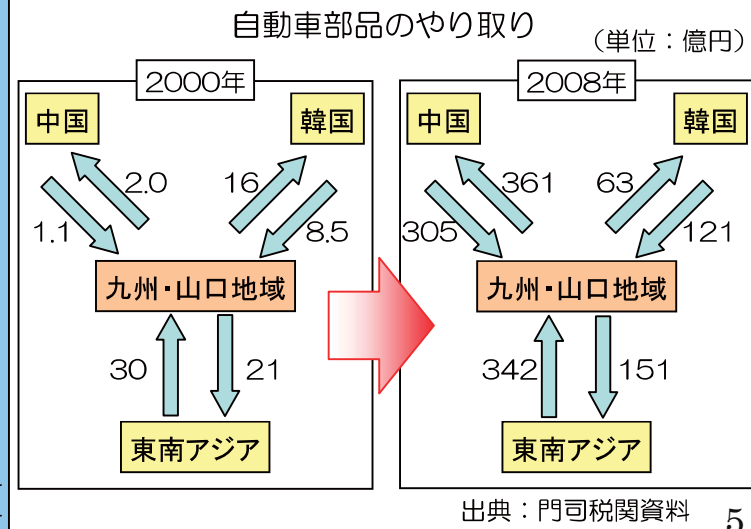 自動車部品のやり取り
(単位：億円)
2000年
中国
韓国
2.0
16
1.1
8.5
九州・山口地域
30
21
東南アジア
2008年
中国
韓国
361
63
305
121
九州・山口地域
342
151
東南アジア
出典：門司税関資料
5